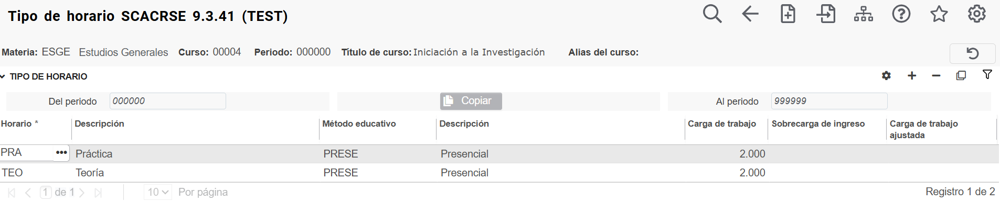 Tipo de horario SCACRSE 9.3.41 (TEST)
Materia: ESGE Estudios Generales Curso: 00004 Periodo: 000000 Título de curso: Iniciación a la Investigación Alias del curso:
TIPO DE HORARIO
Del periodo 000000 Copiar Al periodo 999999
Horario * Descripción Método educativo Descripción Carga de trabajo Sobrecarga de ingreso Carga de trabajo
ajustada
PRA ••• Práctica PRESE Presencial 2.000
TEO Teoría PRESE Presencial 2.000
1 de 1 10 Por página Registro 1 de 2